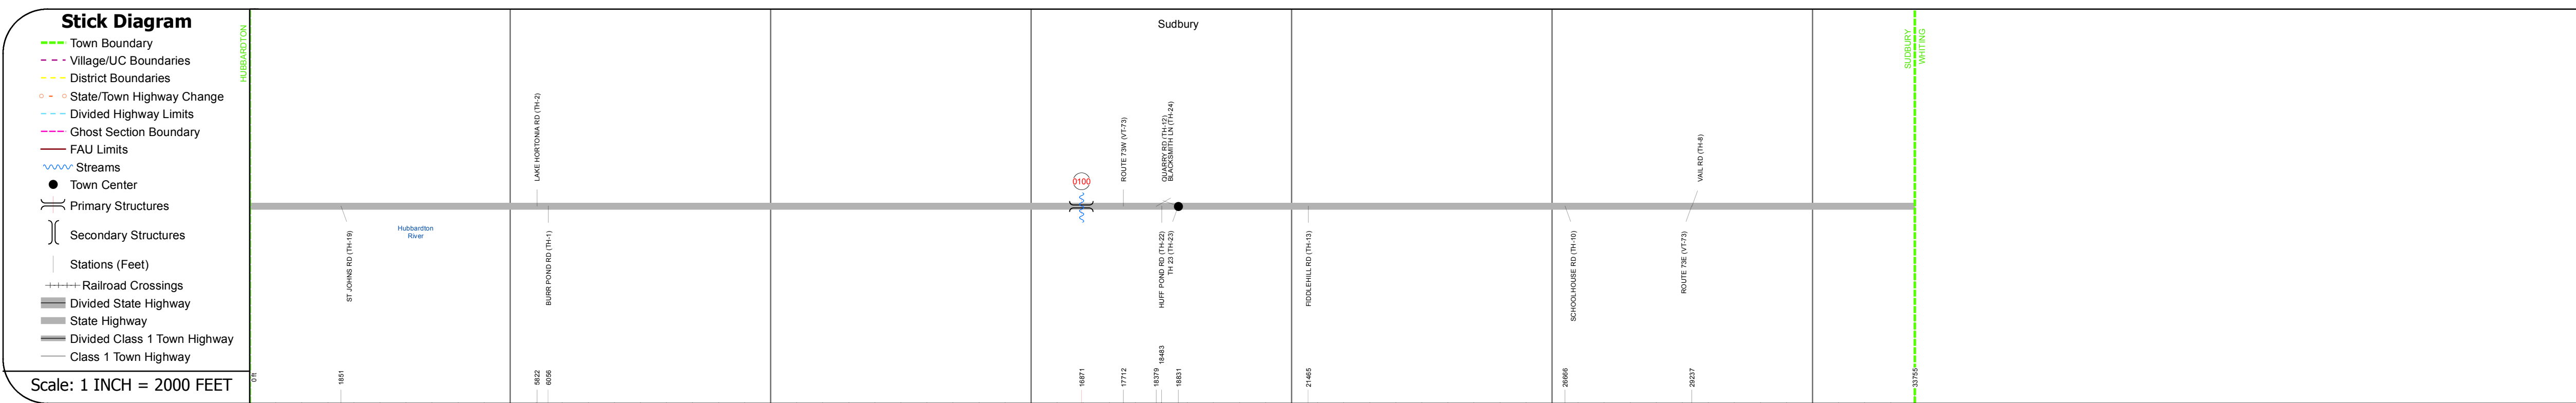 Stick Diagram
Town Boundary
Village/UC Boundaries
District Boundaries
State/Town Highway Change
Divided Highway Limits
Ghost Section Boundary
FAU Limits
Streams
Town Center
Primary Structures
Secondary Structures
Stations (Feet)
Railroad Crossings
Divided State Highway
State Highway
Divided Class 1 Town Highway
Class 1 Town Highway
Scale: 1 INCH = 2000 FEET
HUBBARDTON
Sudbury
SUDBURY
WHITING
LAKE HORTONIA RD (TH-2)
0100
ROUTE 73W (VT-73)
QUARRY RD (TH-12)
BLACKSMITH LN (TH-24)
VAIL RD (TH-8)
ST JOHNS RD (TH-19)
Hubbardton
River
BURR POND RD (TH-1)
HUFF POND RD (TH-22)
TH 23 (TH-23)
FIDDLEHILL RD (TH-13)
SCHOOLHOUSE RD (TH-10)
ROUTE 73E (VT-73)
0 ft
1851
5822
6056
16871
17712
18379
18483
18831
21465
26666
29237
33755